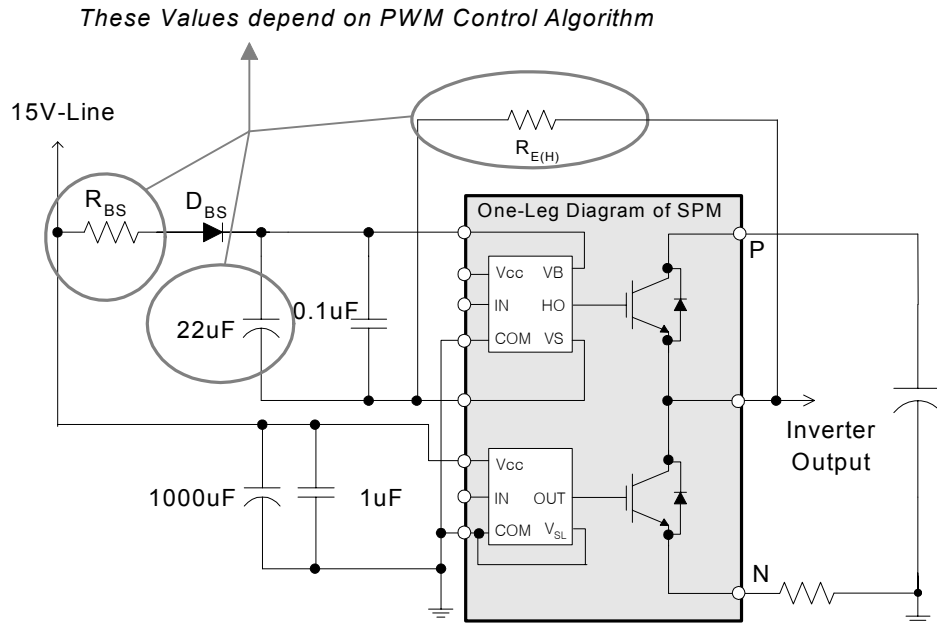 These Values depend on PWM Control Algorithm
15V-Line
R_E(H)
R_BS
D_BS
One-Leg Diagram of SPM
P
Vcc VB
IN HO
COM VS
22uF
0.1uF
Inverter
Output
Vcc
IN OUT
COM V_SL
1000uF
1uF
N